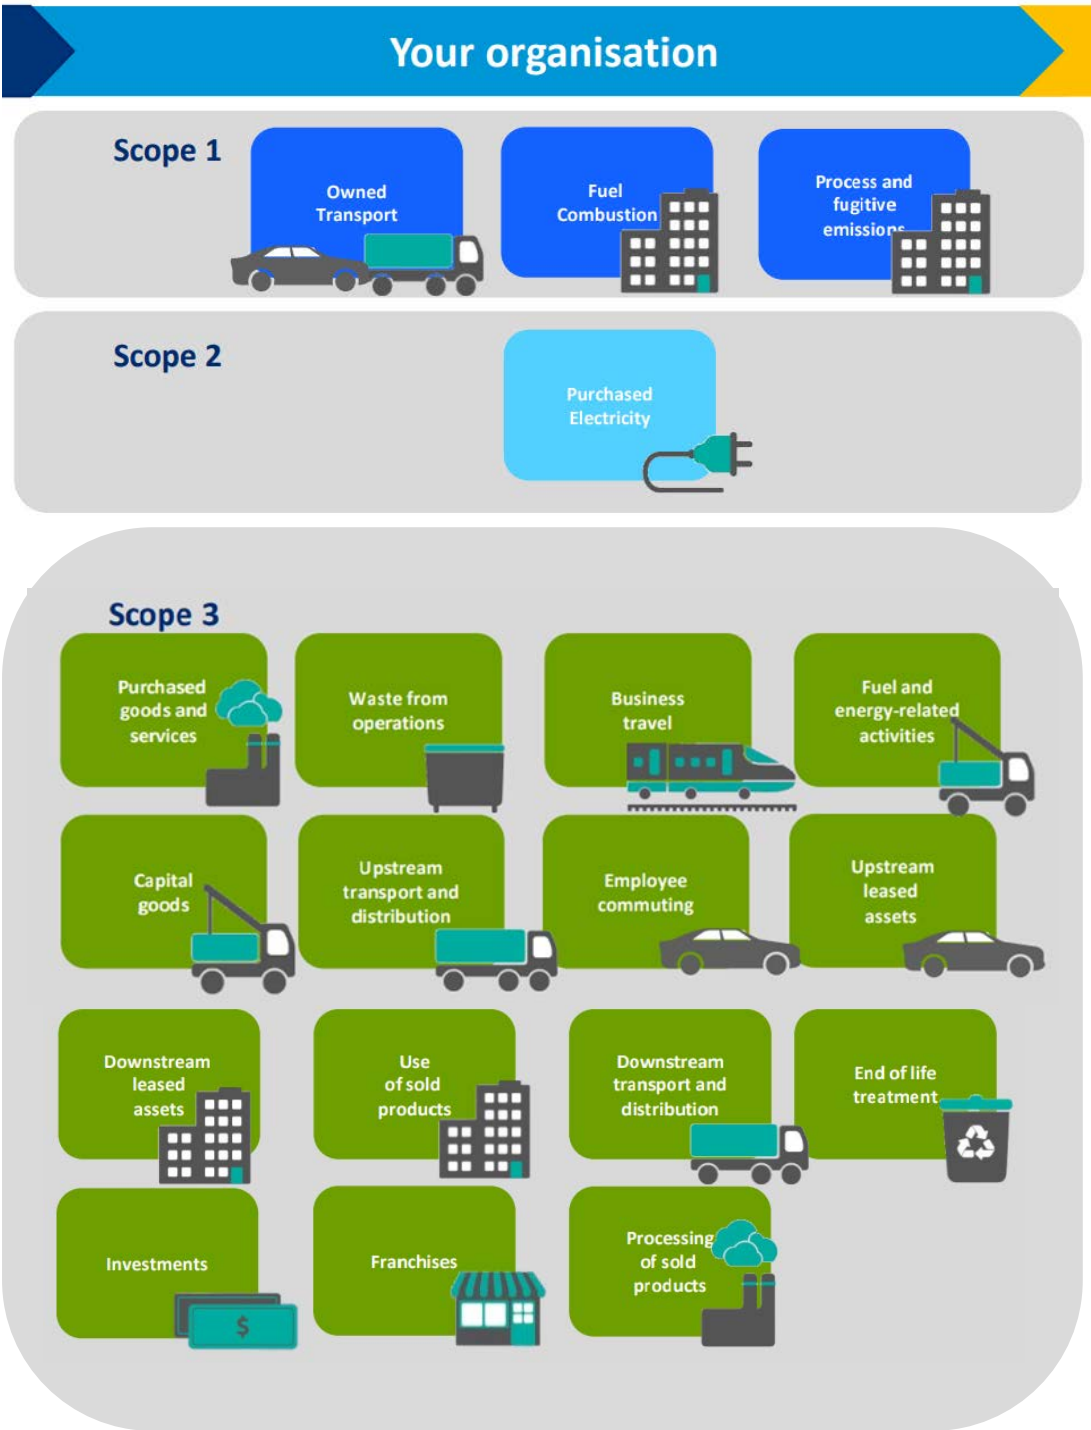 Your organisation
Scope 1
Owned
Transport
Fuel
Combustion
Process and
fugitive
emissions
Scope 2
Purchased
Electricity
Scope 3
Purchased
goods and
services
Waste from
operations
Business
travel
Fuel and
energy-related
activities
Capital
goods
Upstream
transport and
distribution
Employee
commuting
Upstream
leased
assets
Downstream
leased
assets
Use
of sold
products
Downstream
transport and
distribution
End of life
treatment
Investments
$
Franchises
Processing
of sold
products